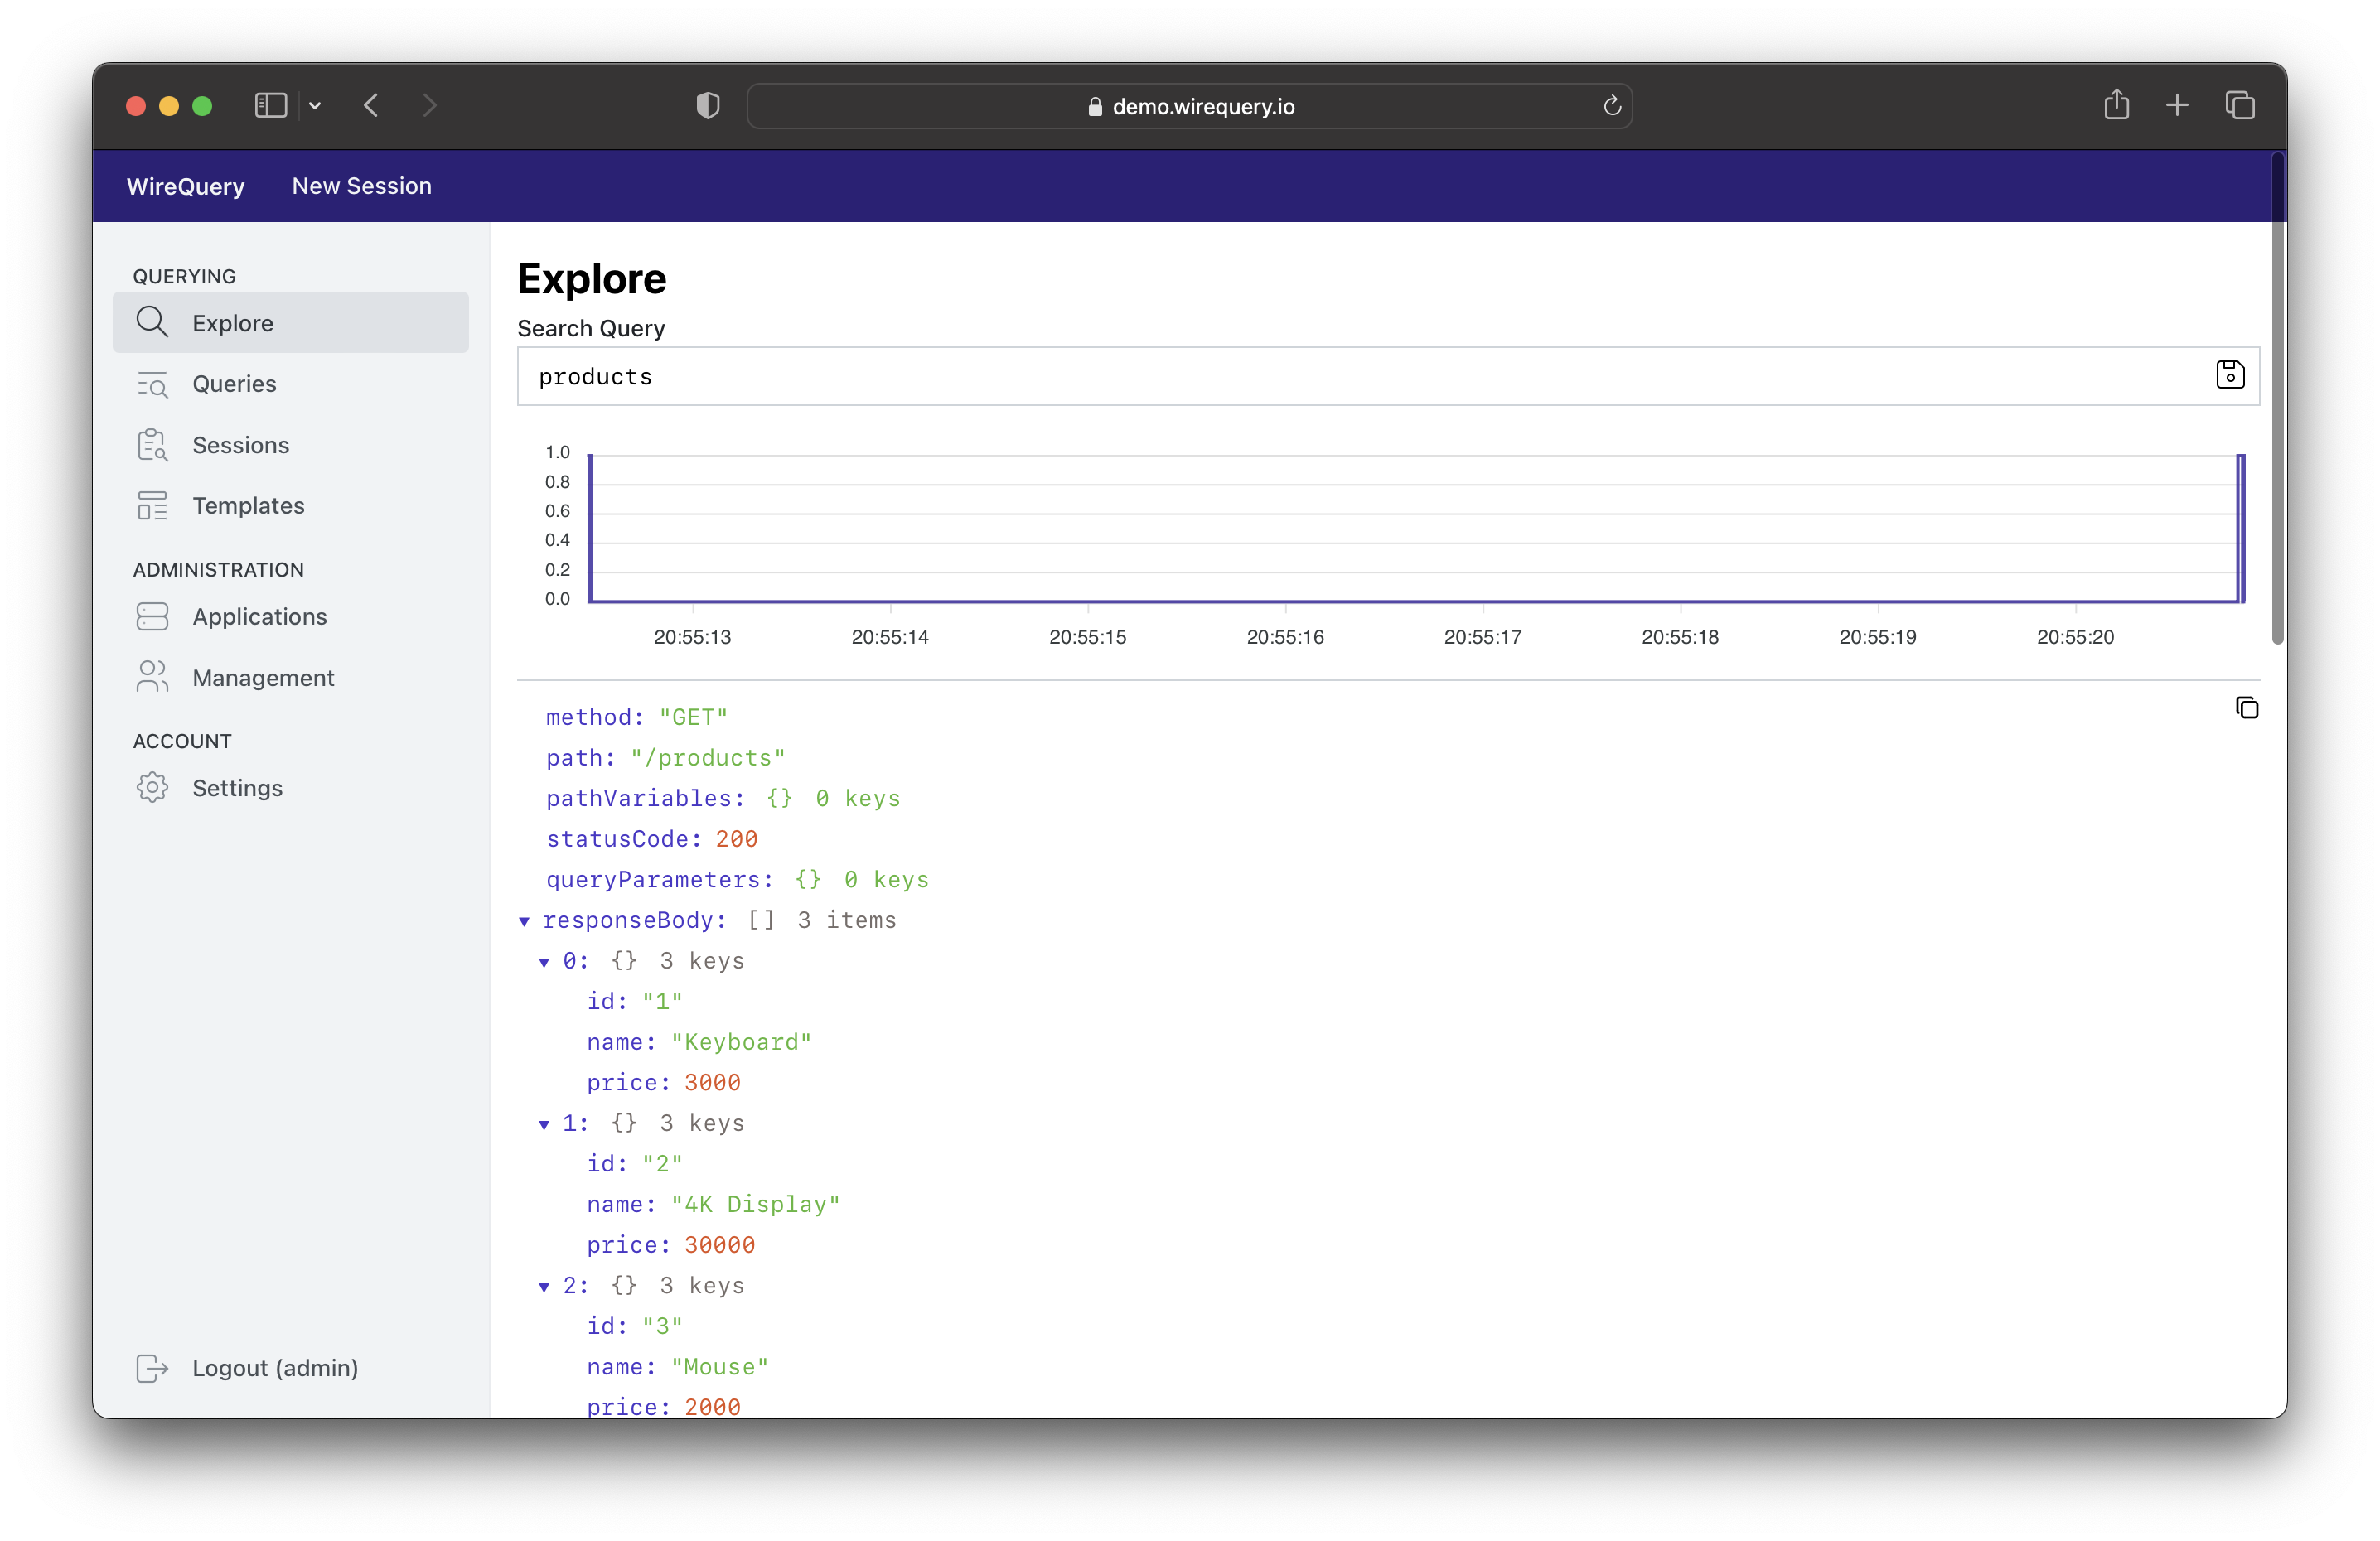 demo.wirequery.io
WireQuery New Session
QUERYING
Explore
Queries
Sessions
Templates
ADMINISTRATION
Applications
Management
ACCOUNT
Settings
Logout (admin)
Explore
Search Query
products
1.0
0.8
0.6
0.4
0.2
0.0
20:55:13 20:55:14 20:55:15 20:55:16 20:55:17 20:55:18 20:55:19 20:55:20
method: "GET"
path: "/products"
pathVariables: {} 0 keys
statusCode: 200
queryParameters: {} 0 keys
responseBody: [] 3 items
0: {} 3 keys
id: "1"
name: "Keyboard"
price: 3000
1: {} 3 keys
id: "2"
name: "4K Display"
price: 30000
2: {} 3 keys
id: "3"
name: "Mouse"
price: 2000